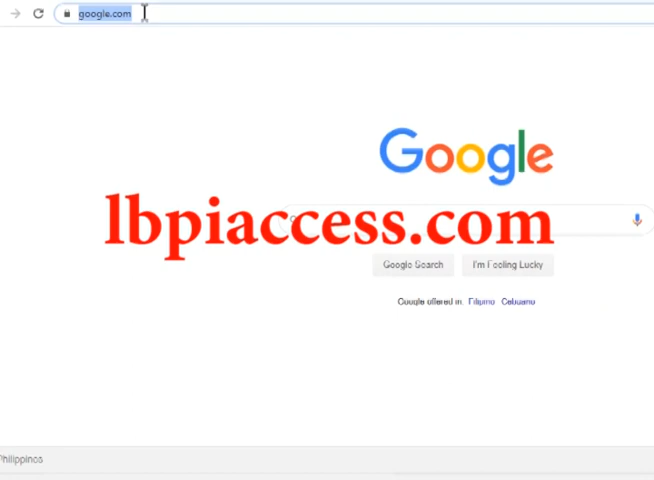 google.com
Google
lbpiaccess.com
Google Search
I'm Feeling Lucky
Google offered in: Filipino Cebuano
Philippines